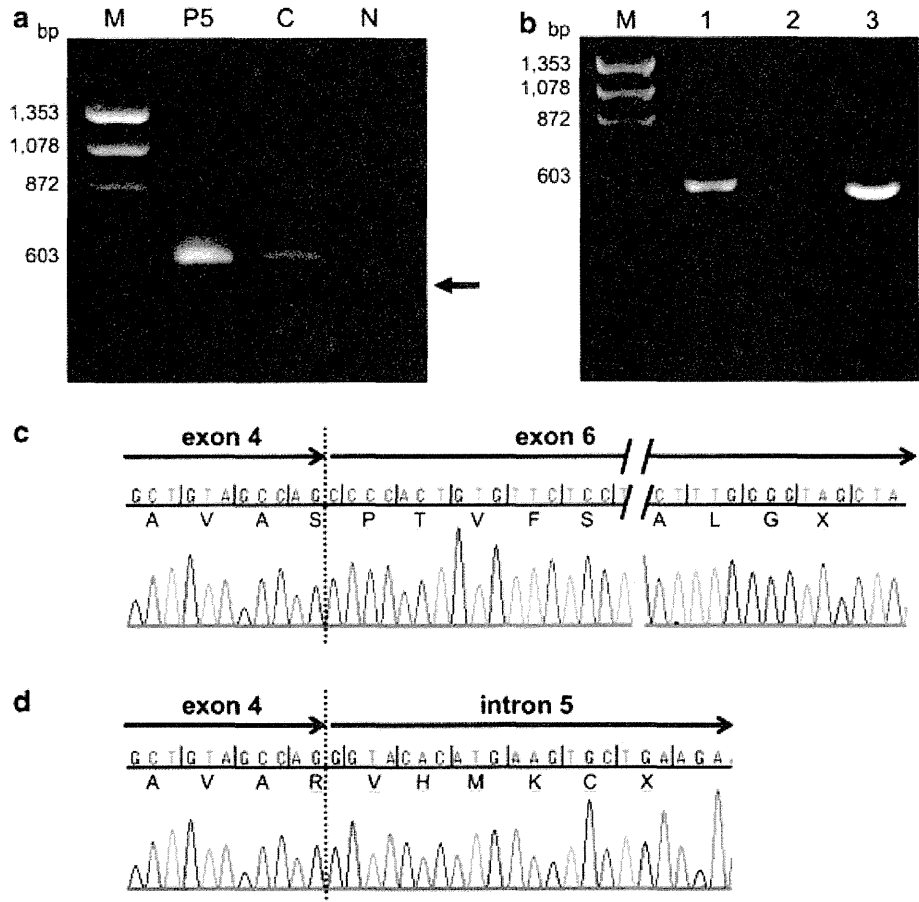 a M P5 C N
bp
1,353
1,078
872
603
b bp M 1 2 3
1,353
1,078
872
603
c
exon 4 exon 6
G C T G T A G C C A G C C C C A C T G T G T T C T C C T C T T T G G G G T A G C T A
A V A S P T V F S A L G X
d
exon 4 intron 5
G C T G T A G C C A G G G T A C A C A T G A A G T G C T G A A G A
A V A R V H M K C X